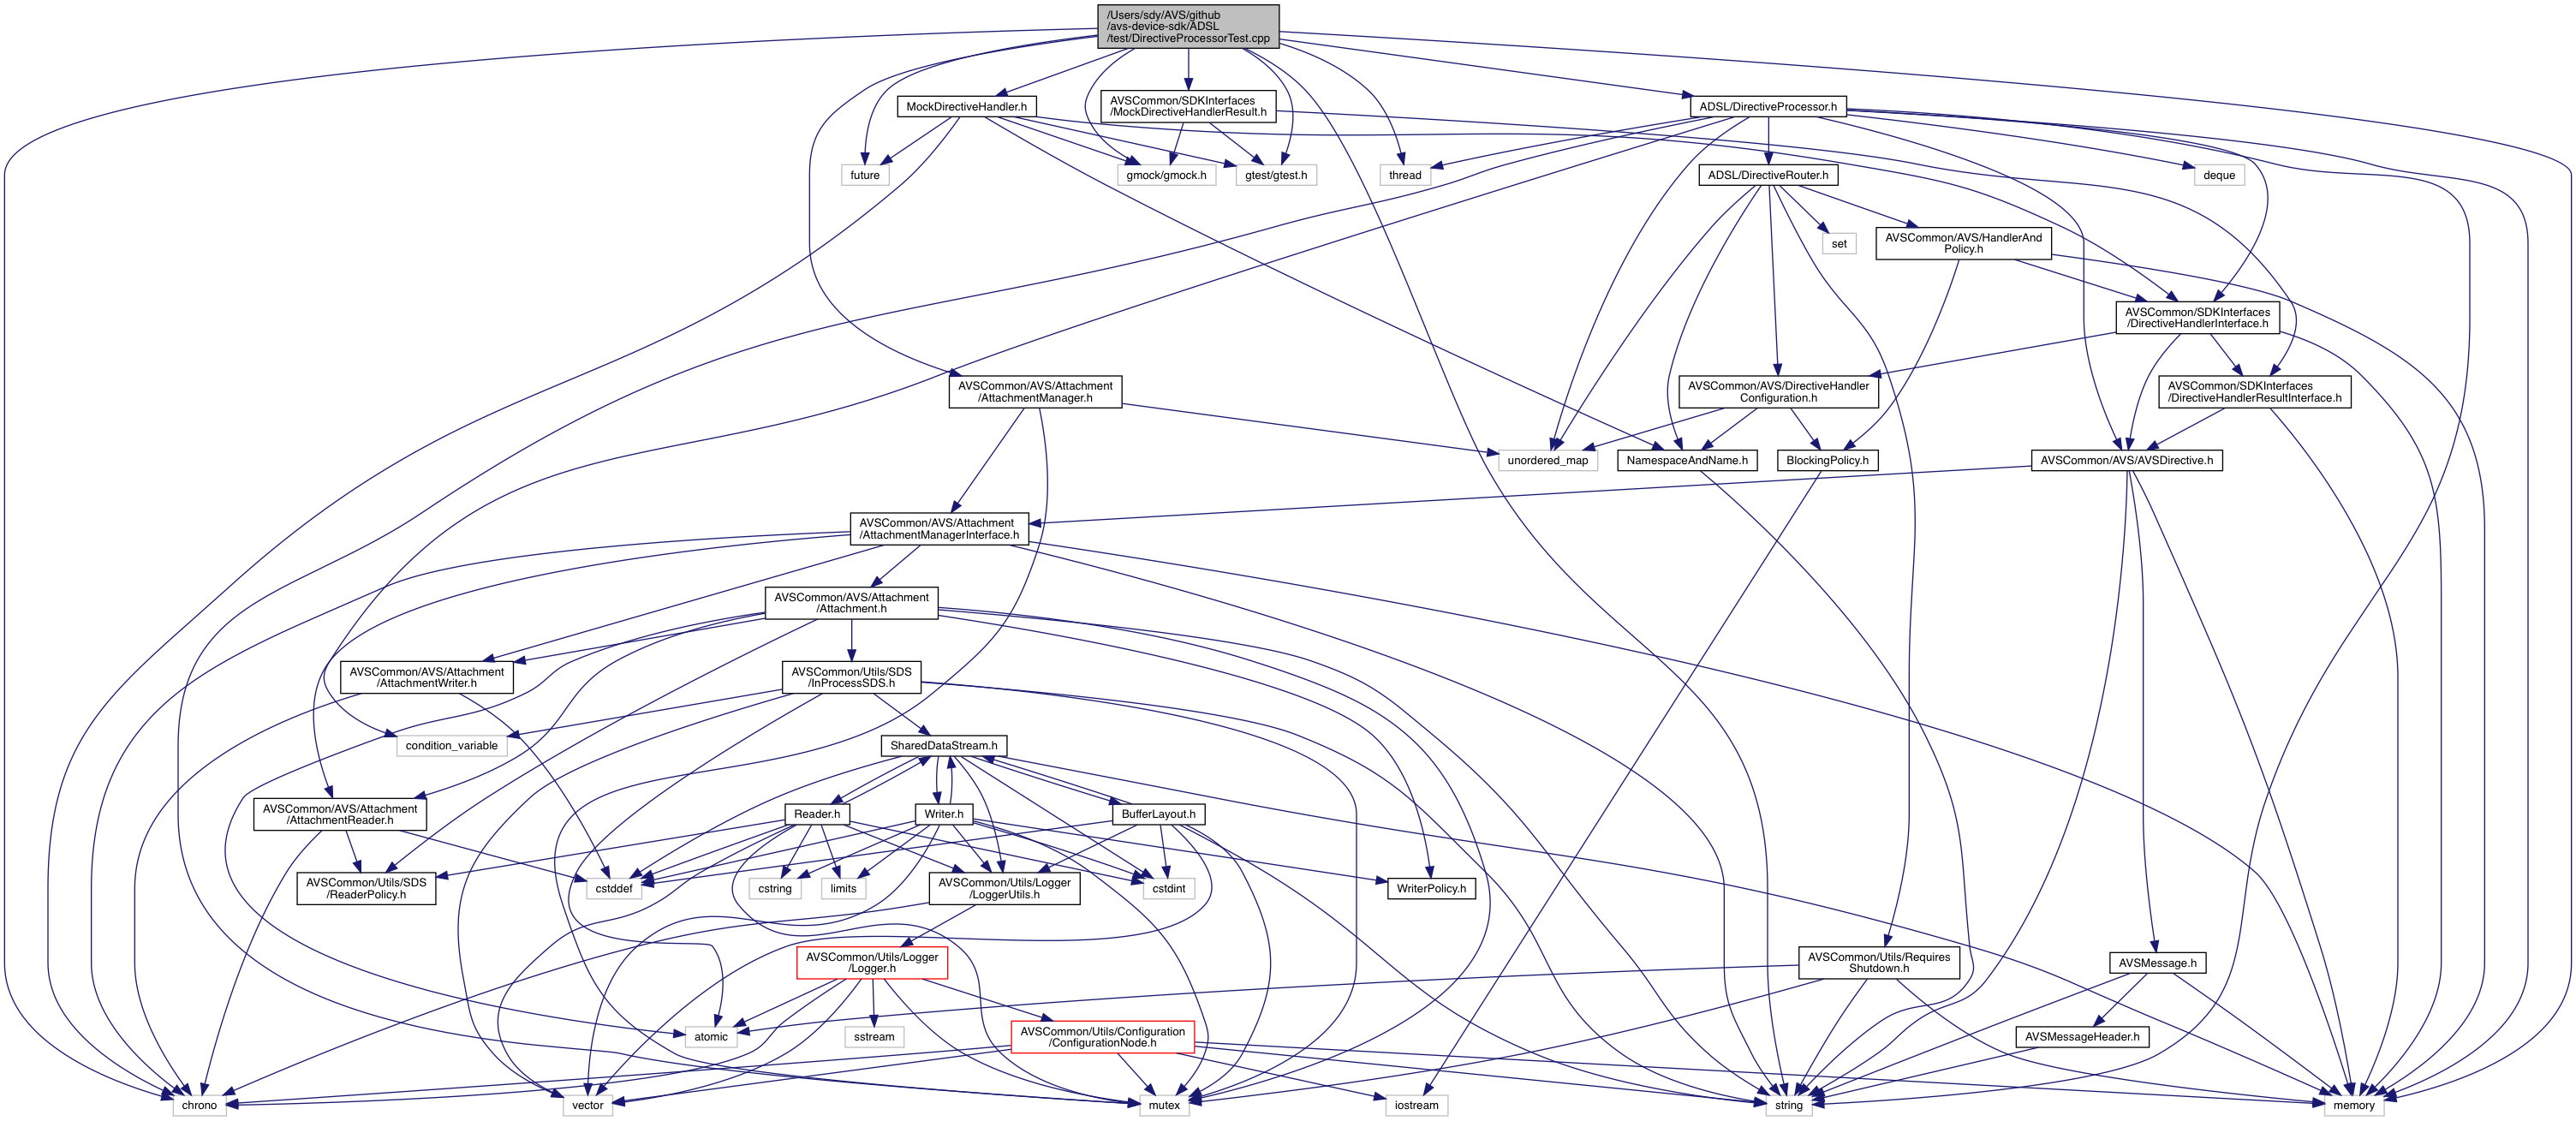 /Users/sdy/AVS/github
/avs-device-sdk/ADSL
/test/DirectiveProcessorTest.cpp
MockDirectiveHandler.h
AVSCommon/SDKInterfaces
/MockDirectiveHandlerResult.h
ADSL/DirectiveProcessor.h
future
gmock/gmock.h
gtest/gtest.h
thread
ADSL/DirectiveRouter.h
deque
set
AVSCommon/AVS/HandlerAnd
Policy.h
AVSCommon/SDKInterfaces
/DirectiveHandlerInterface.h
AVSCommon/AVS/Attachment
/AttachmentManager.h
AVSCommon/AVS/DirectiveHandler
Configuration.h
AVSCommon/SDKInterfaces
/DirectiveHandlerResultInterface.h
unordered_map
NamespaceAndName.h
BlockingPolicy.h
AVSCommon/AVS/AVSDirective.h
AVSCommon/AVS/Attachment
/AttachmentManagerInterface.h
AVSCommon/AVS/Attachment
/Attachment.h
AVSCommon/AVS/Attachment
/AttachmentWriter.h
AVSCommon/Utils/SDS
/InProcessSDS.h
condition_variable
SharedDataStream.h
AVSCommon/AVS/Attachment
/AttachmentReader.h
Reader.h
Writer.h
BufferLayout.h
AVSCommon/Utils/SDS
/ReaderPolicy.h
cstddef
cstring
limits
AVSCommon/Utils/Logger
/LoggerUtils.h
cstdint
WriterPolicy.h
AVSCommon/Utils/Logger
/Logger.h
AVSCommon/Utils/Requires
Shutdown.h
AVSMessage.h
atomic
sstream
AVSCommon/Utils/Configuration
/ConfigurationNode.h
AVSMessageHeader.h
chrono
vector
mutex
iostream
string
memory